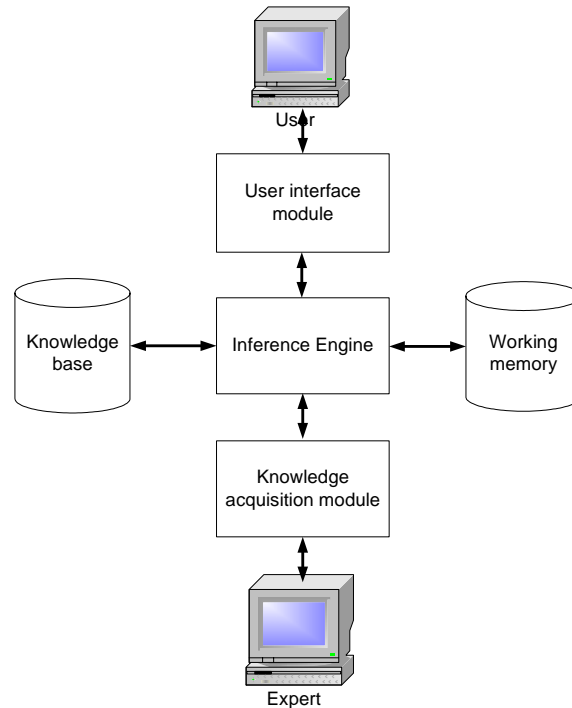 User
User interface
module
Knowledge
base
Inference Engine
Working
memory
Knowledge
acquisition module
Expert